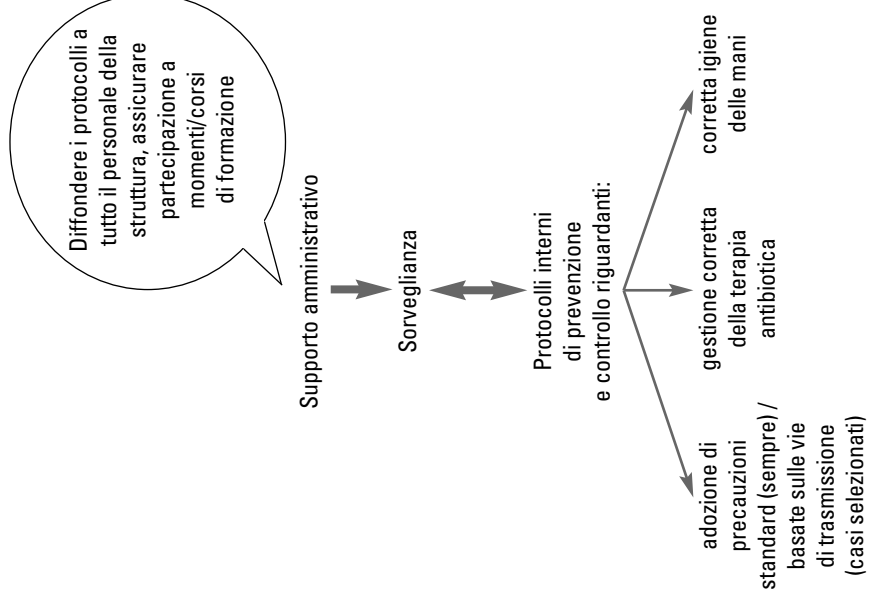 Diffondere i protocolli a
tutto il personale della
struttura, assicurare
partecipazione a
momenti/corsi
di formazione
Supporto amministrativo
Sorveglianza
Protocolli interni
di prevenzione
e controllo riguardanti:
adozione di
precauzioni
standard (sempre) /
basate sulle vie
di trasmissione
(casi selezionati)
gestione corretta
della terapia
antibiotica
corretta igiene
delle mani